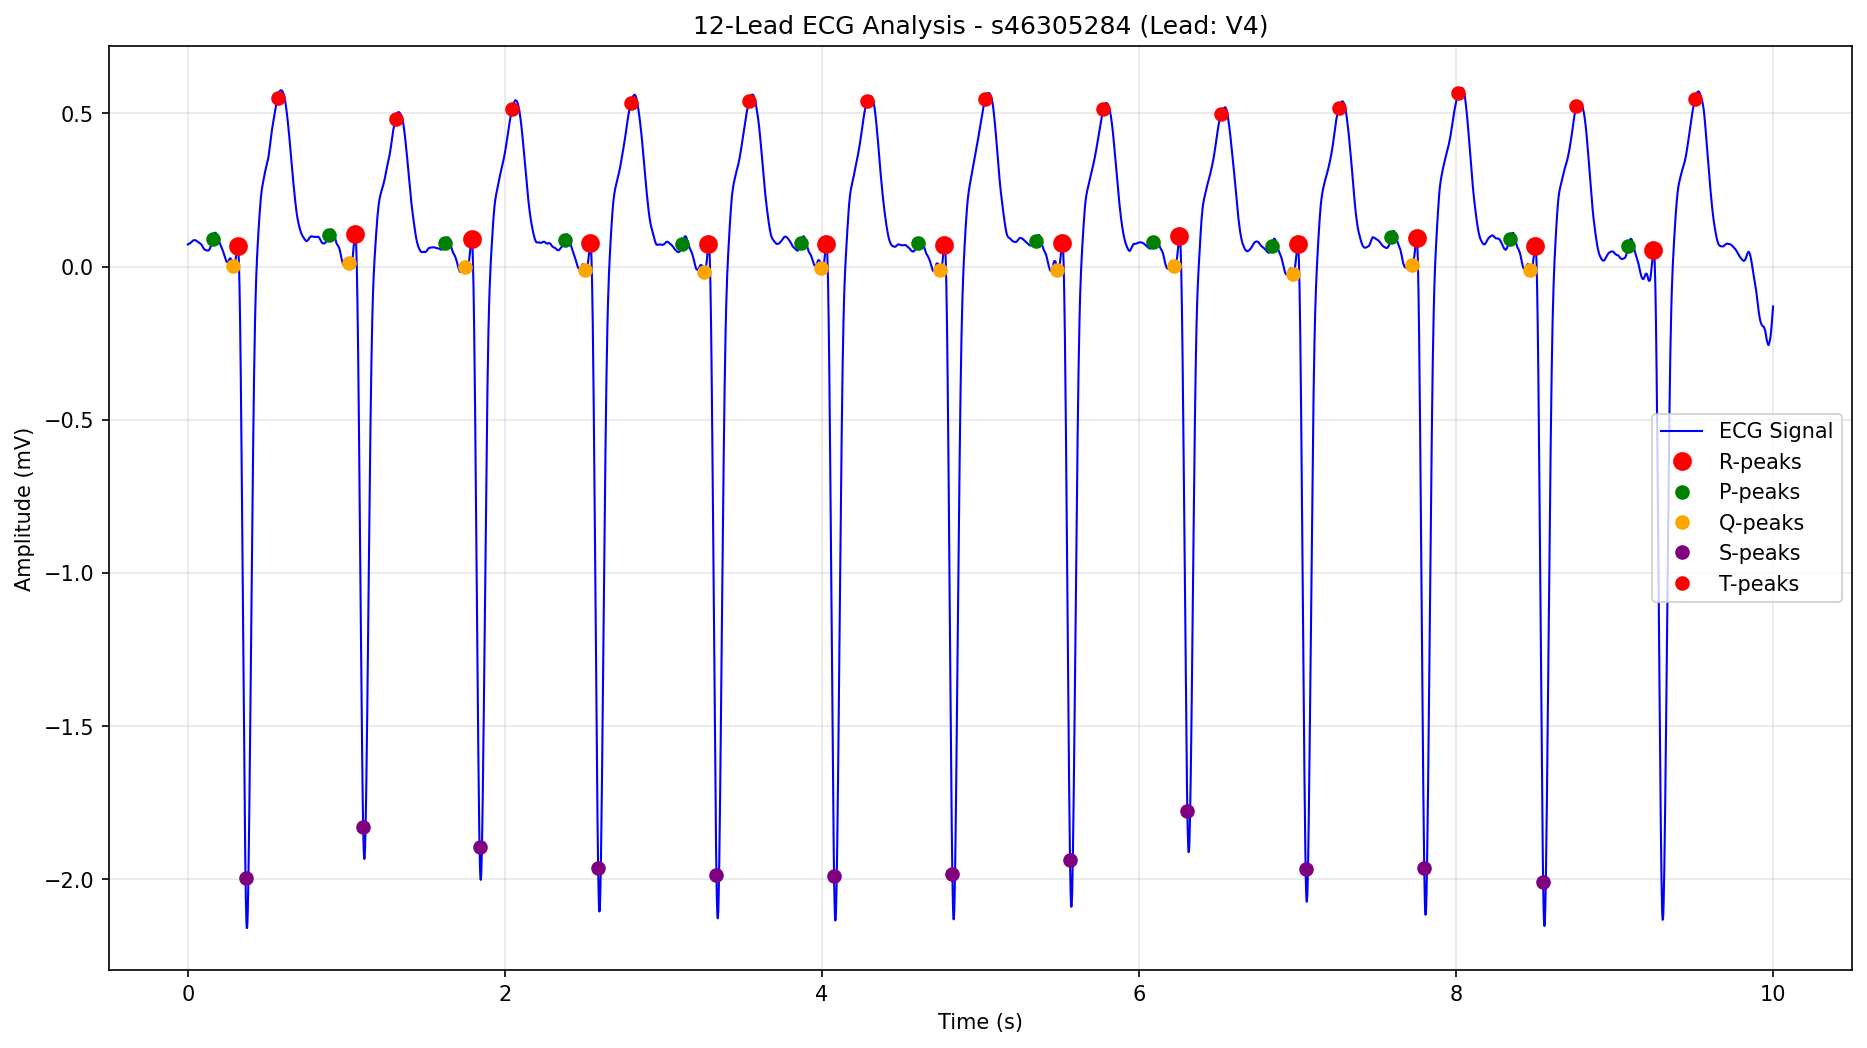 12-Lead ECG Analysis - s46305284 (Lead: V4)
Amplitude (mV)
0.5
0.0
−0.5
−1.0
−1.5
−2.0
ECG Signal
R-peaks
P-peaks
Q-peaks
S-peaks
T-peaks
0 2 4 6 8 10
Time (s)